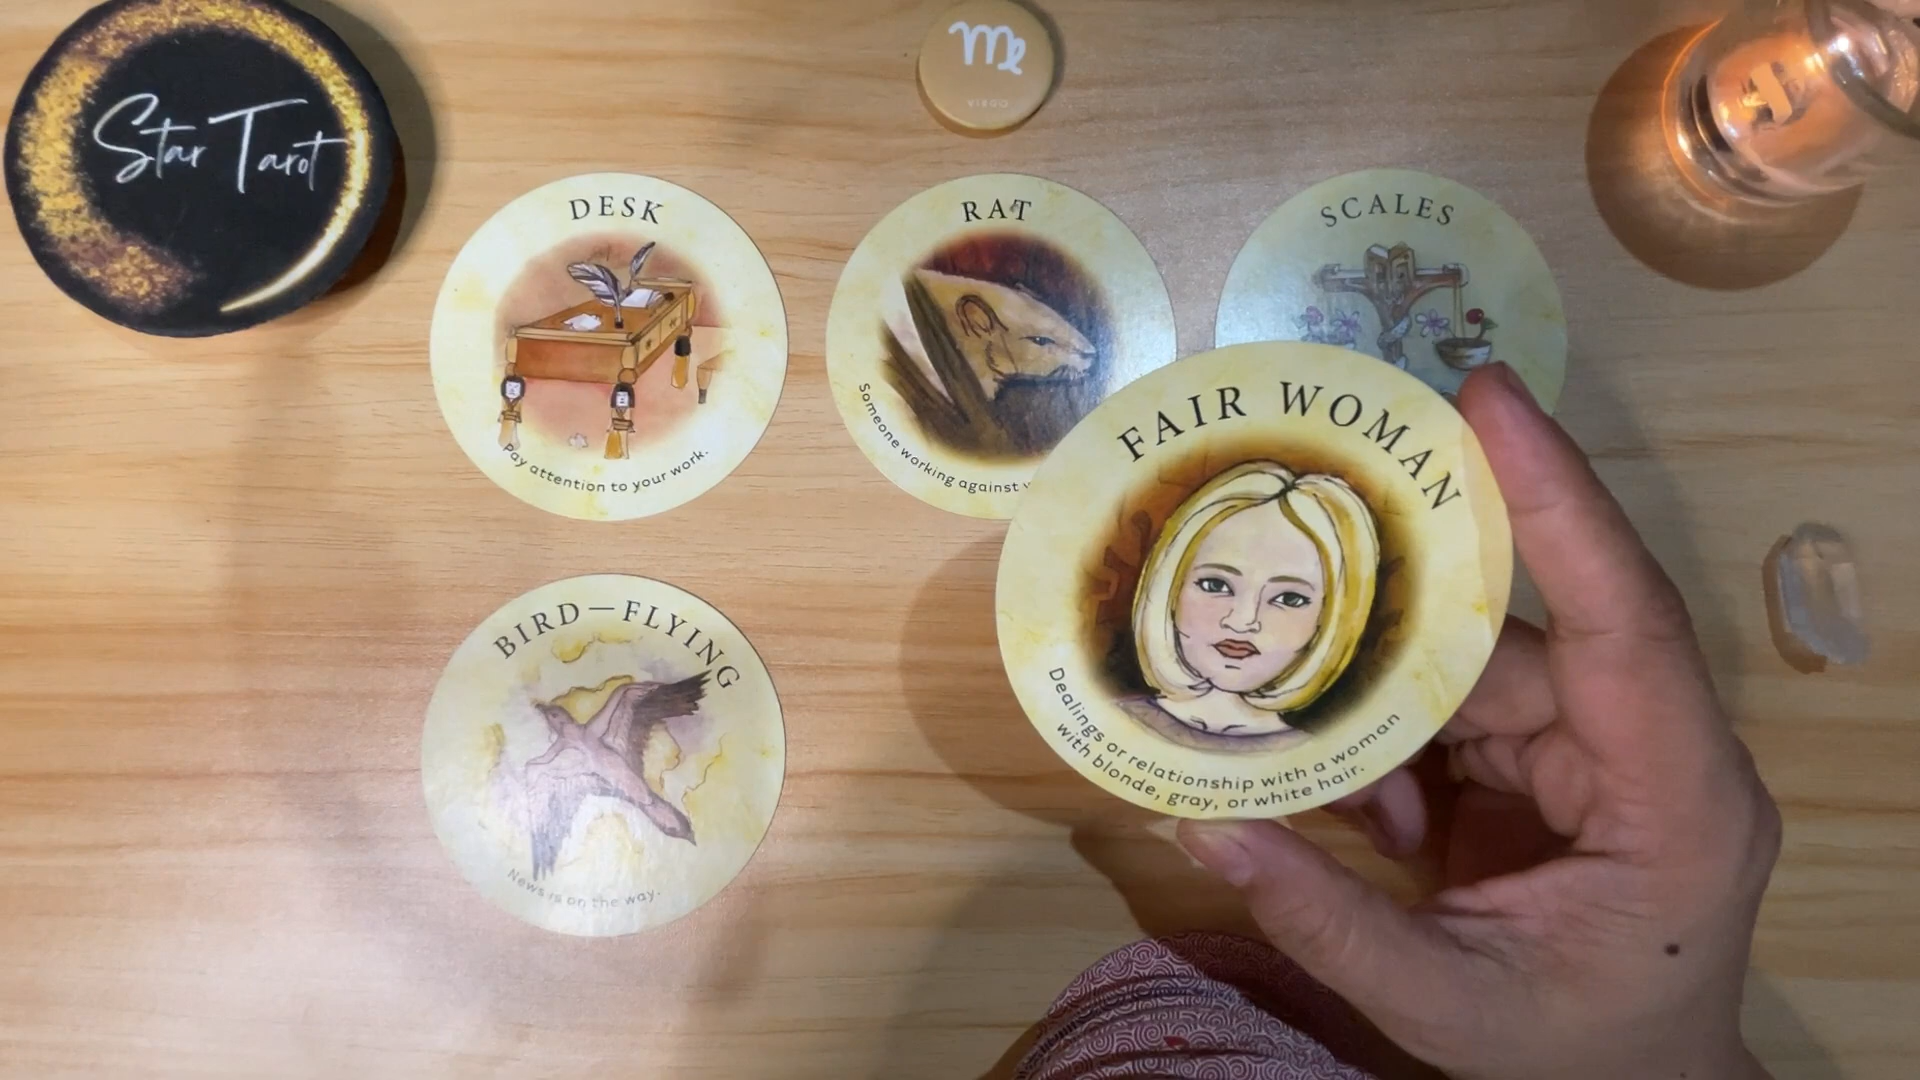 Star Tarot
VIRGO
DESK
Pay attention to your work.
RAT
Someone working against
SCALES
FAIR WOMAN
Dealings or relationship with a woman
with blonde, gray, or white hair.
BIRD—FLYING
News is on the way.